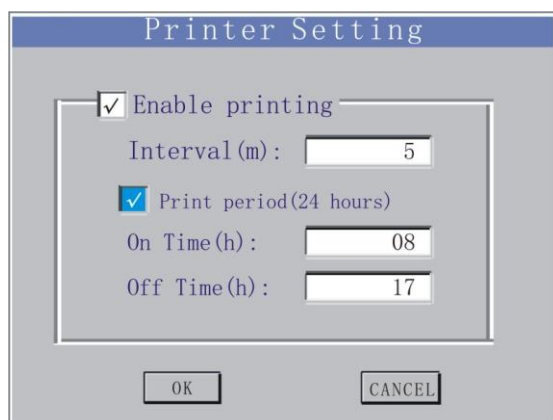 Printer Setting
Enable printing
Interval(m): 5
Print period(24 hours)
On Time(h): 08
Off Time(h): 17
OK CANCEL